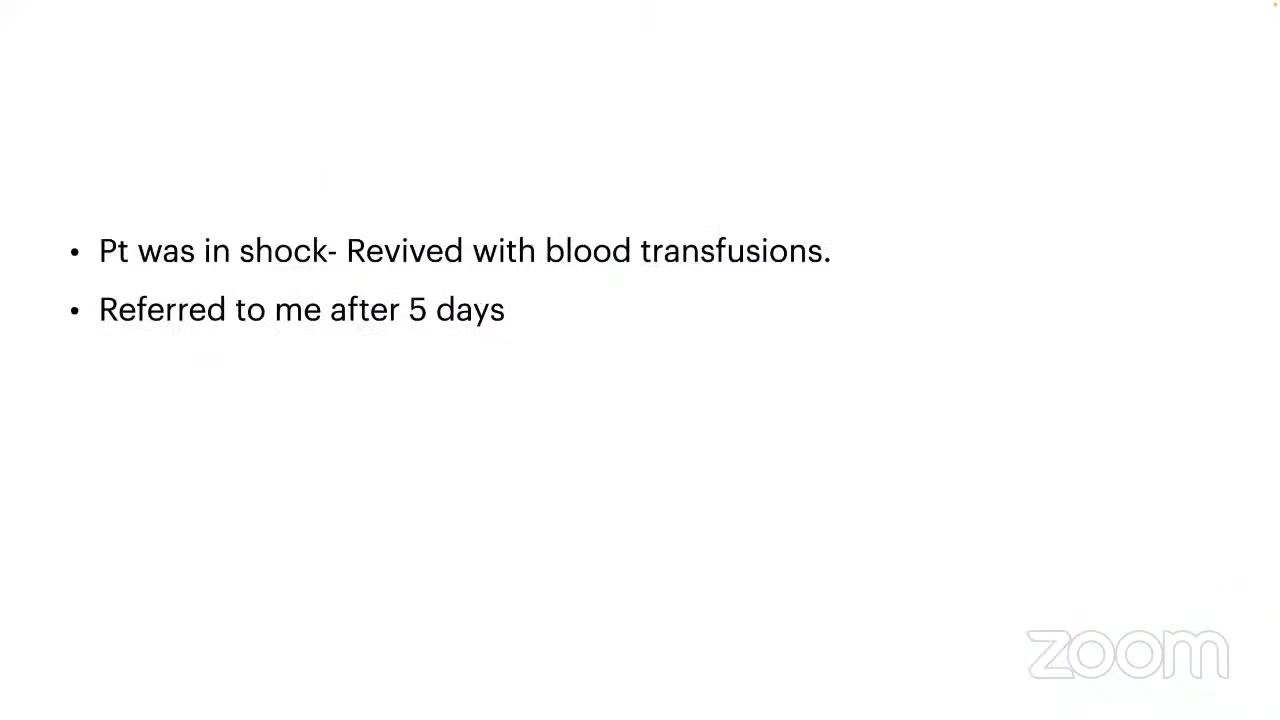 • Pt was in shock- Revived with blood transfusions.
• Referred to me after 5 days
zoom